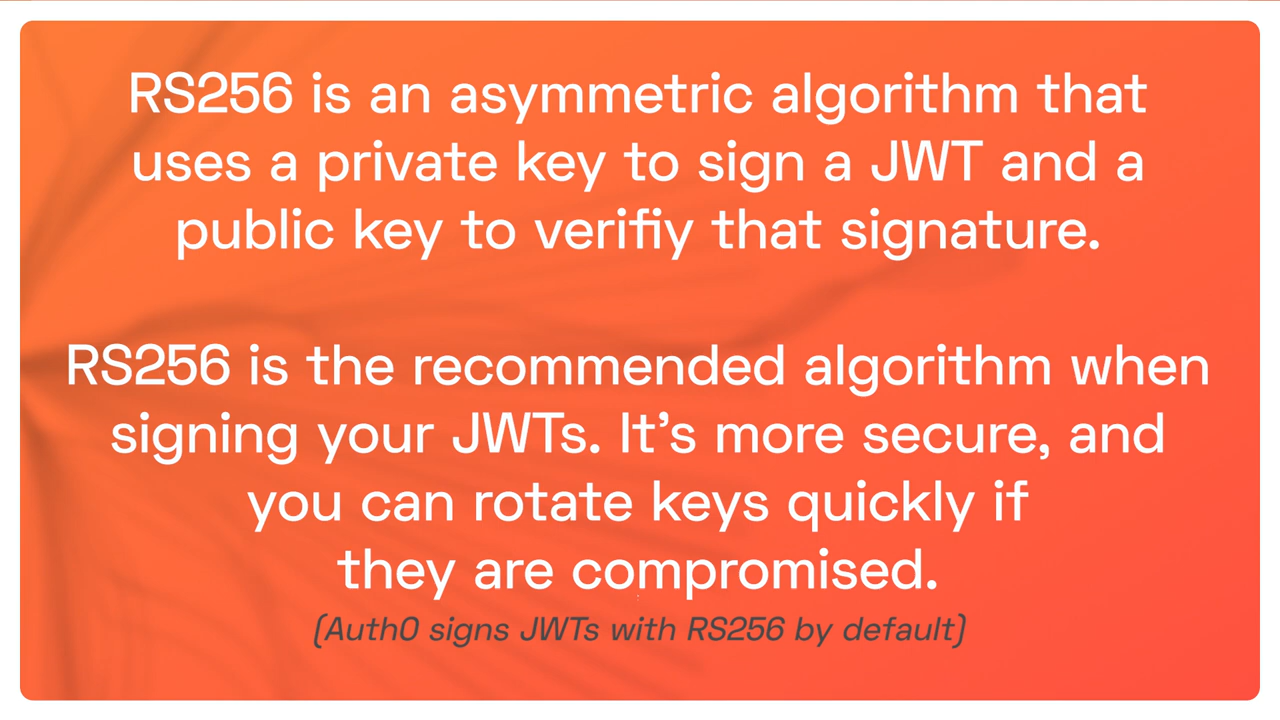 RS256 is an asymmetric algorithm that
uses a private key to sign a JWT and a
public key to verifiy that signature.
RS256 is the recommended algorithm when
signing your JWTs. It’s more secure, and
you can rotate keys quickly if
they are compromised.
(Auth0 signs JWTs with RS256 by default)